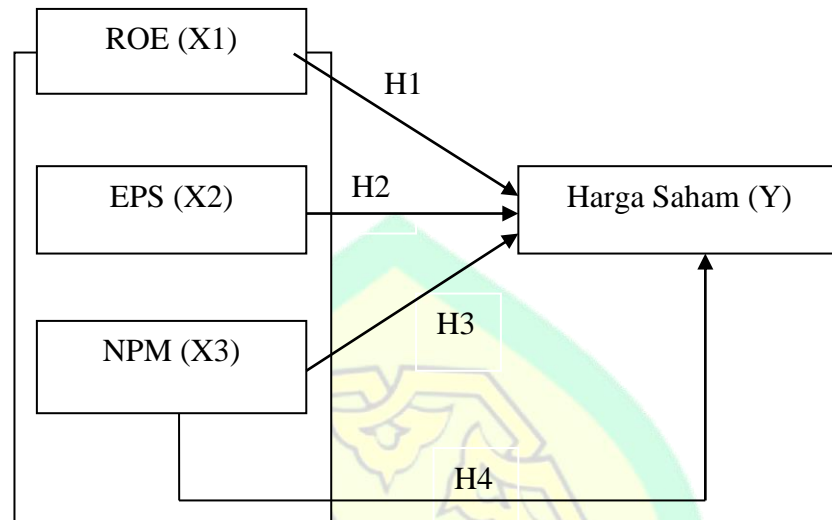 ROE (X1)
H1
EPS (X2)
H2
Harga Saham (Y)
H3
NPM (X3)
H4